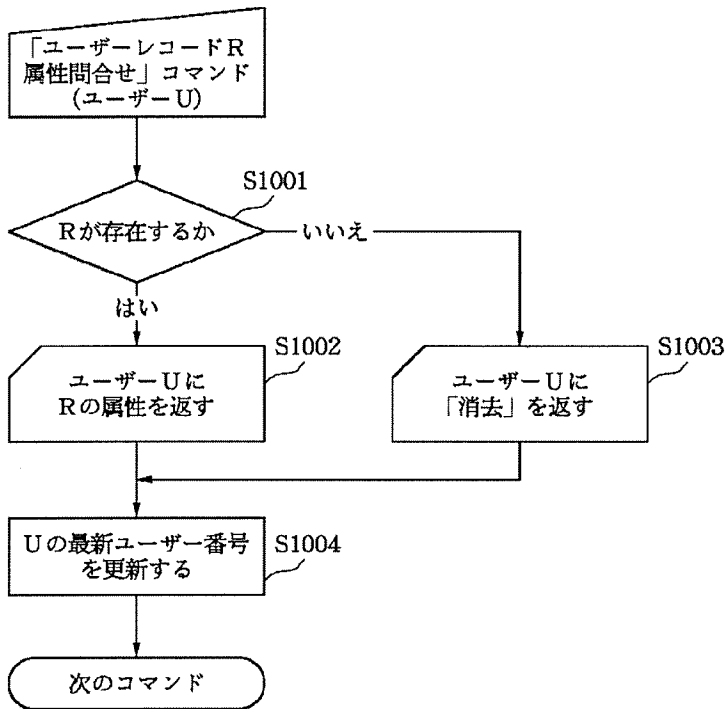 「ユーザーレコードR
属性問合せ」コマンド
(ユーザーU)
S1001
Rが存在するか
いいえ
はい
S1002
ユーザーUに
Rの属性を返す
S1003
ユーザーUに
「消去」を返す
Uの最新ユーザー番号
を更新する
S1004
次のコマンド